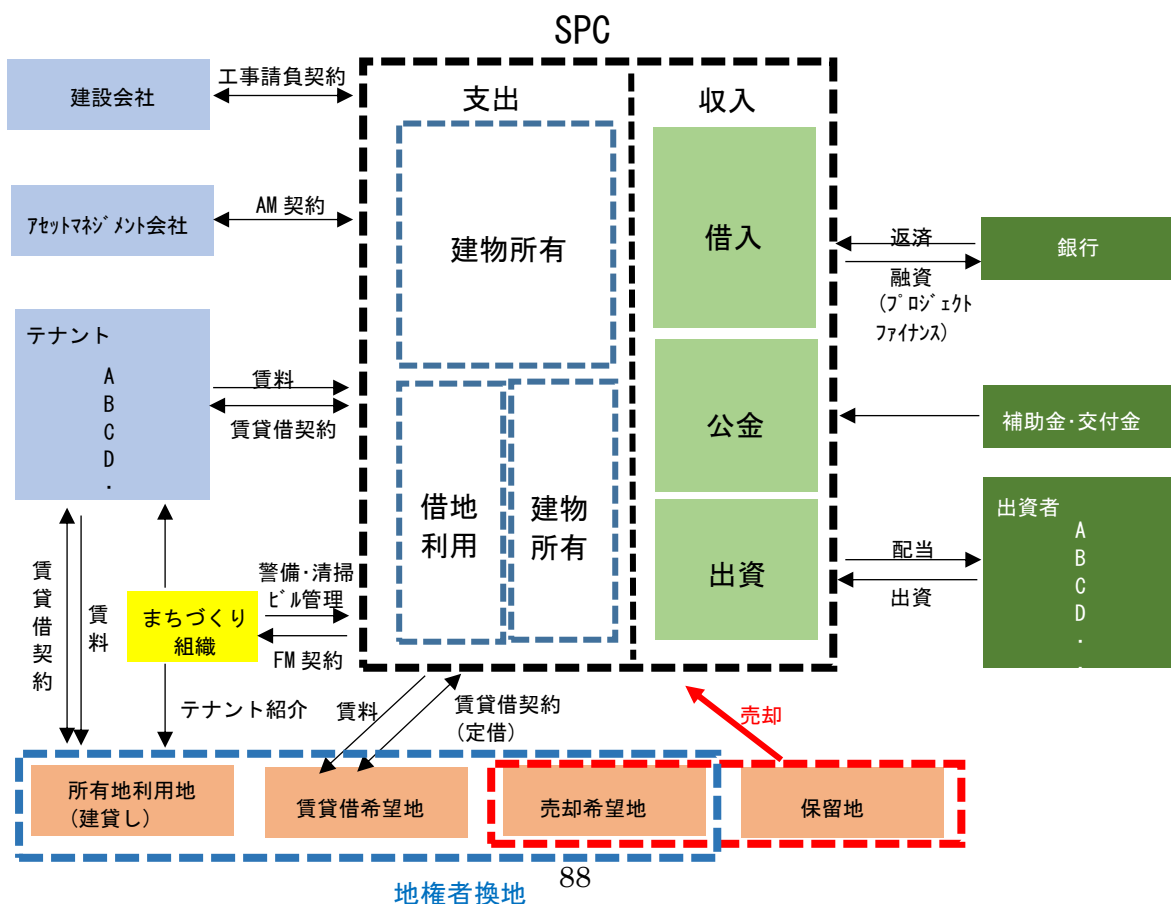 SPC
建設会社
工事請負契約
支出
収入
アセットマネジメント会社
AM 契約
建物所有
借入
返済
融資
(プロジェクト
ファイナンス)
銀行
テナント
A
B
C
D
.
賃料
賃貸借契約
公金
補助金･交付金
借地
利用
建物
所有
出資
配当
出資
出資者
A
B
C
D
.
.
賃貸借契約
賃料
まちづくり
組織
警備･清掃
ビル管理
FM 契約
テナント紹介
賃料
賃貸借契約
(定借)
売却
所有地利用地
(建貸し)
賃貸借希望地
売却希望地
保留地
88
地権者換地